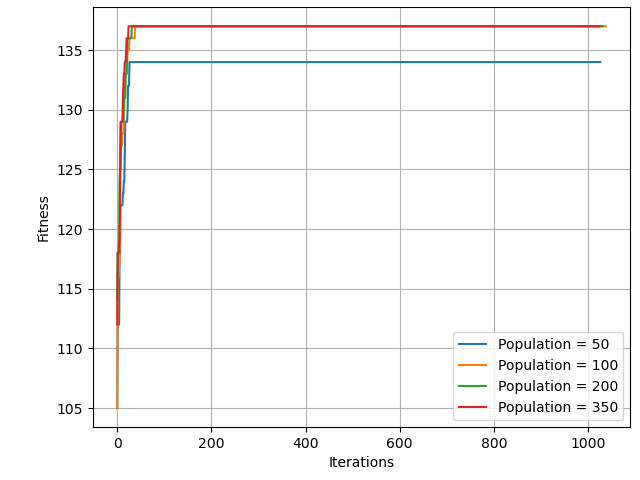 135
130
125
120
115
110
105
Fitness
0 200 400 600 800 1000
Iterations
Population = 50
Population = 100
Population = 200
Population = 350